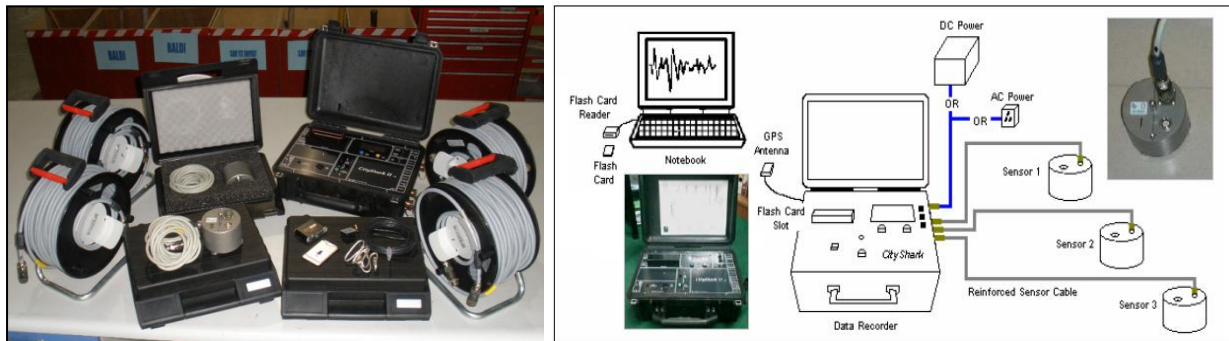 BALDI
BALDI
CityShark II
DC Power
OR
AC Power
OR
Flash Card
Reader
Flash
Card
Notebook
GPS
Antenna
Flash Card
Slot
CityShark
Data Recorder
Sensor 1
Sensor 2
Reinforced Sensor Cable
Sensor 3